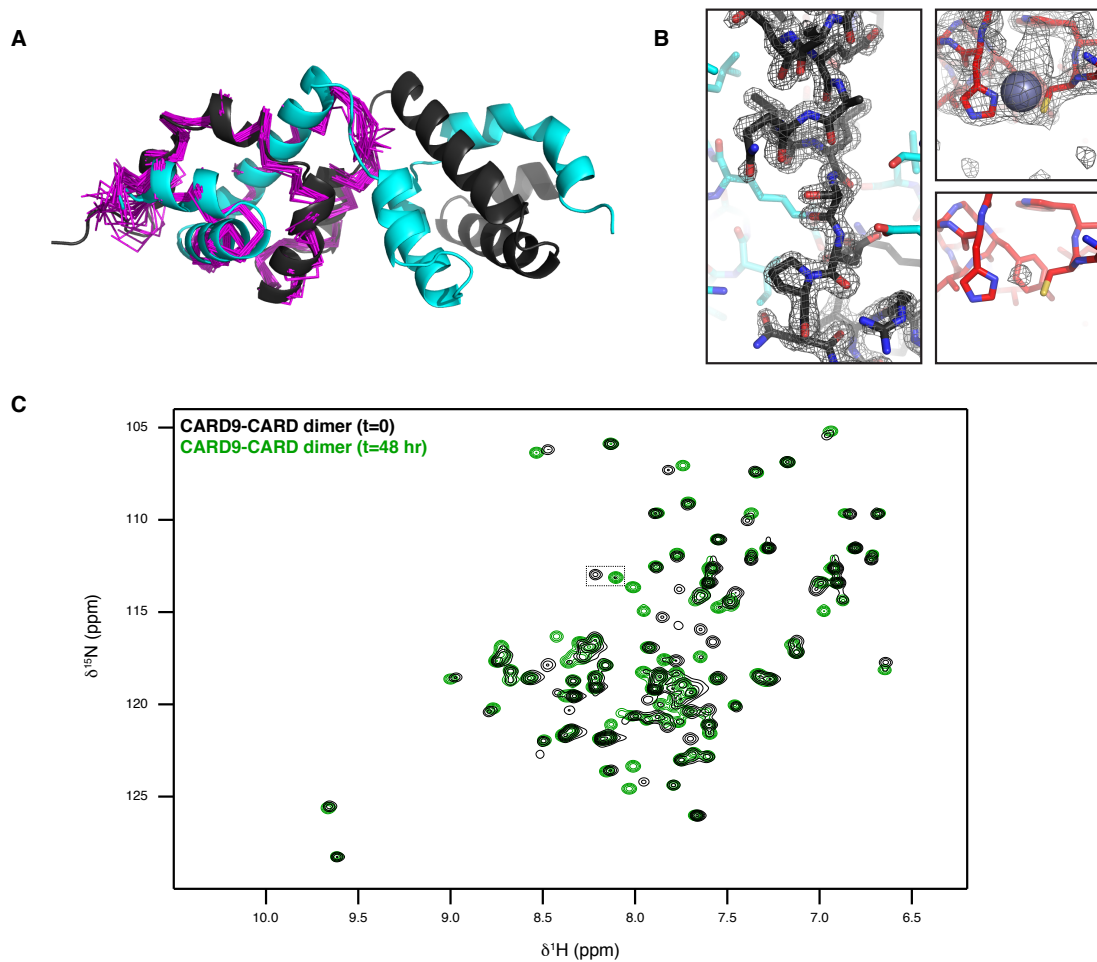 A
B
C
CARD9-CARD dimer (t=0)
CARD9-CARD dimer (t=48 hr)
105
110
115
120
125
δ¹⁵N (ppm)
10.0 9.5 9.0 8.5 8.0 7.5 7.0 6.5
δ¹H (ppm)